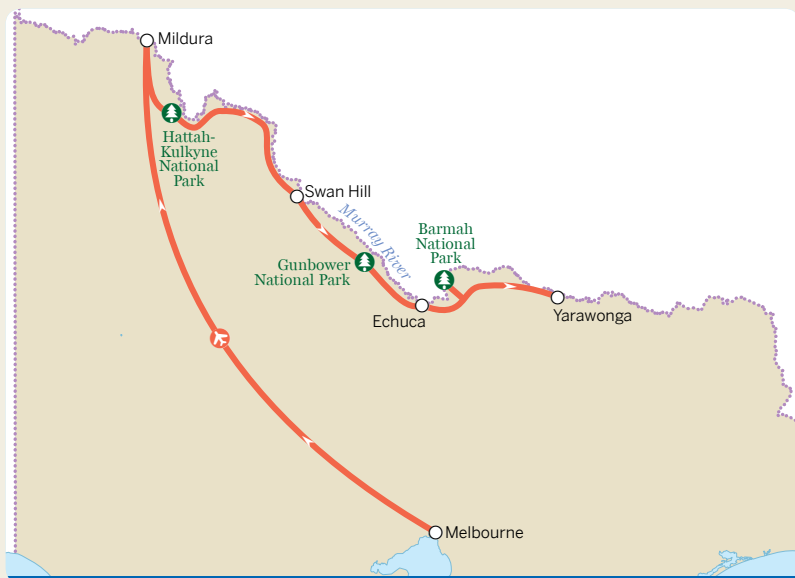 Mildura
Hattah-
Kulkyne
National
Park
Swan Hill
Murray River
Barmah
National
Park
Gunbower
National Park
Echuca
Yarawonga
Melbourne